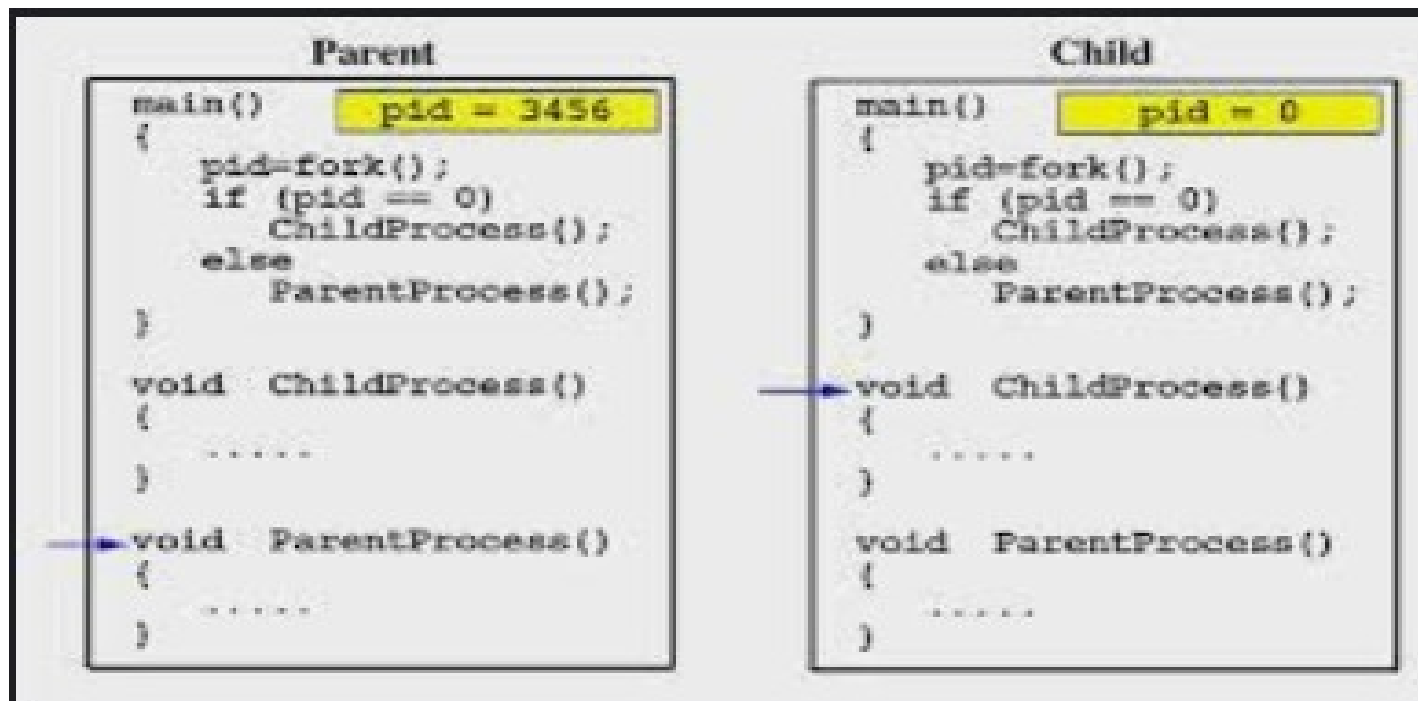 Parent
main()
pid = 3456
{
pid=fork();
if (pid == 0)
ChildProcess();
else
ParentProcess();
}
void ChildProcess()
{
.....
}
void ParentProcess()
{
.....
}
Child
main()
pid = 0
{
pid=fork();
if (pid == 0)
ChildProcess();
else
ParentProcess();
}
void ChildProcess()
{
.....
}
void ParentProcess()
{
.....
}